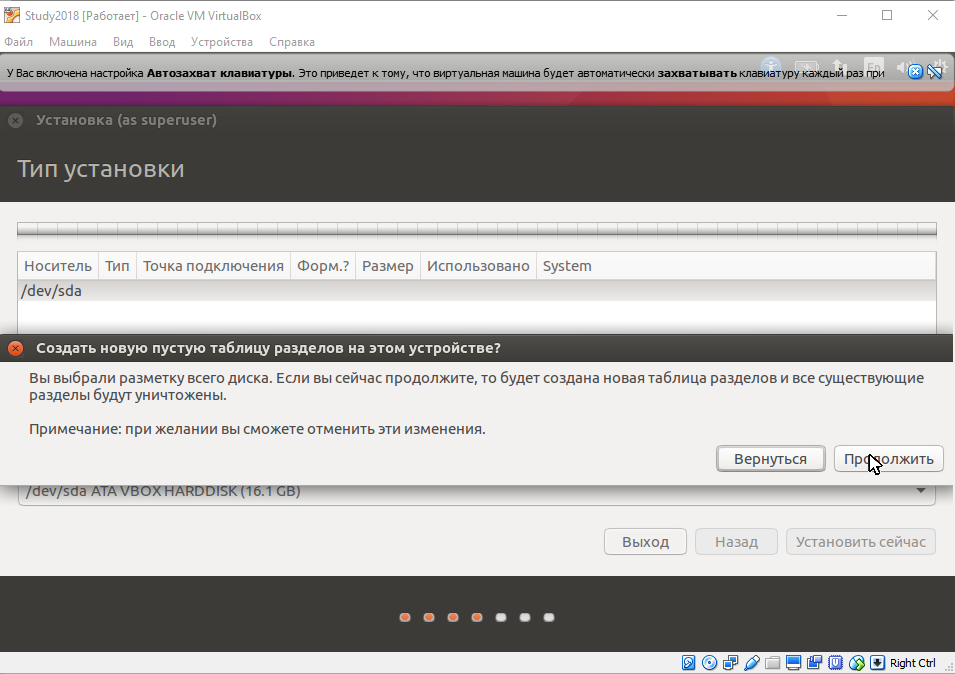 Study2018 [Работает] - Oracle VM VirtualBox
Файл Машина Вид Ввод Устройства Справка
У Вас включена настройка Автозахват клавиатуры. Это приведет к тому, что виртуальная машина будет автоматически захватывать клавиатуру каждый раз при
En
Установка (as superuser)
Тип установки
Носитель Тип Точка подключения Форм.? Размер Использовано System
/dev/sda
Создать новую пустую таблицу разделов на этом устройстве?
Вы выбрали разметку всего диска. Если вы сейчас продолжите, то будет создана новая таблица разделов и все существующие
разделы будут уничтожены.
Примечание: при желании вы сможете отменить эти изменения.
Вернуться Продолжить
/dev/sda ATA VBOX HARDDISK (16.1 GB)
Выход Назад Установить сейчас
Right Ctrl